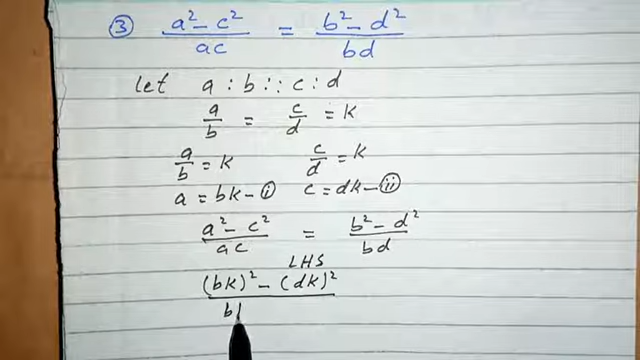 ③ (a² - c²)/ac = (b² - d²)/bd
let a : b :: c : d
a/b = c/d = K
a/b = K c/d = K
a = bK - ⓘ c = dK - ⓘⓘ
(a² - c²)/ac = (b² - d²)/bd
LHS
(bK)² - (dK)²
b